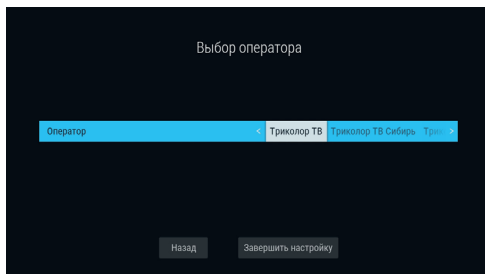 Выбор оператора
Оператор < Триколор ТВ Триколор ТВ Сибирь >
Назад Завершить настройку